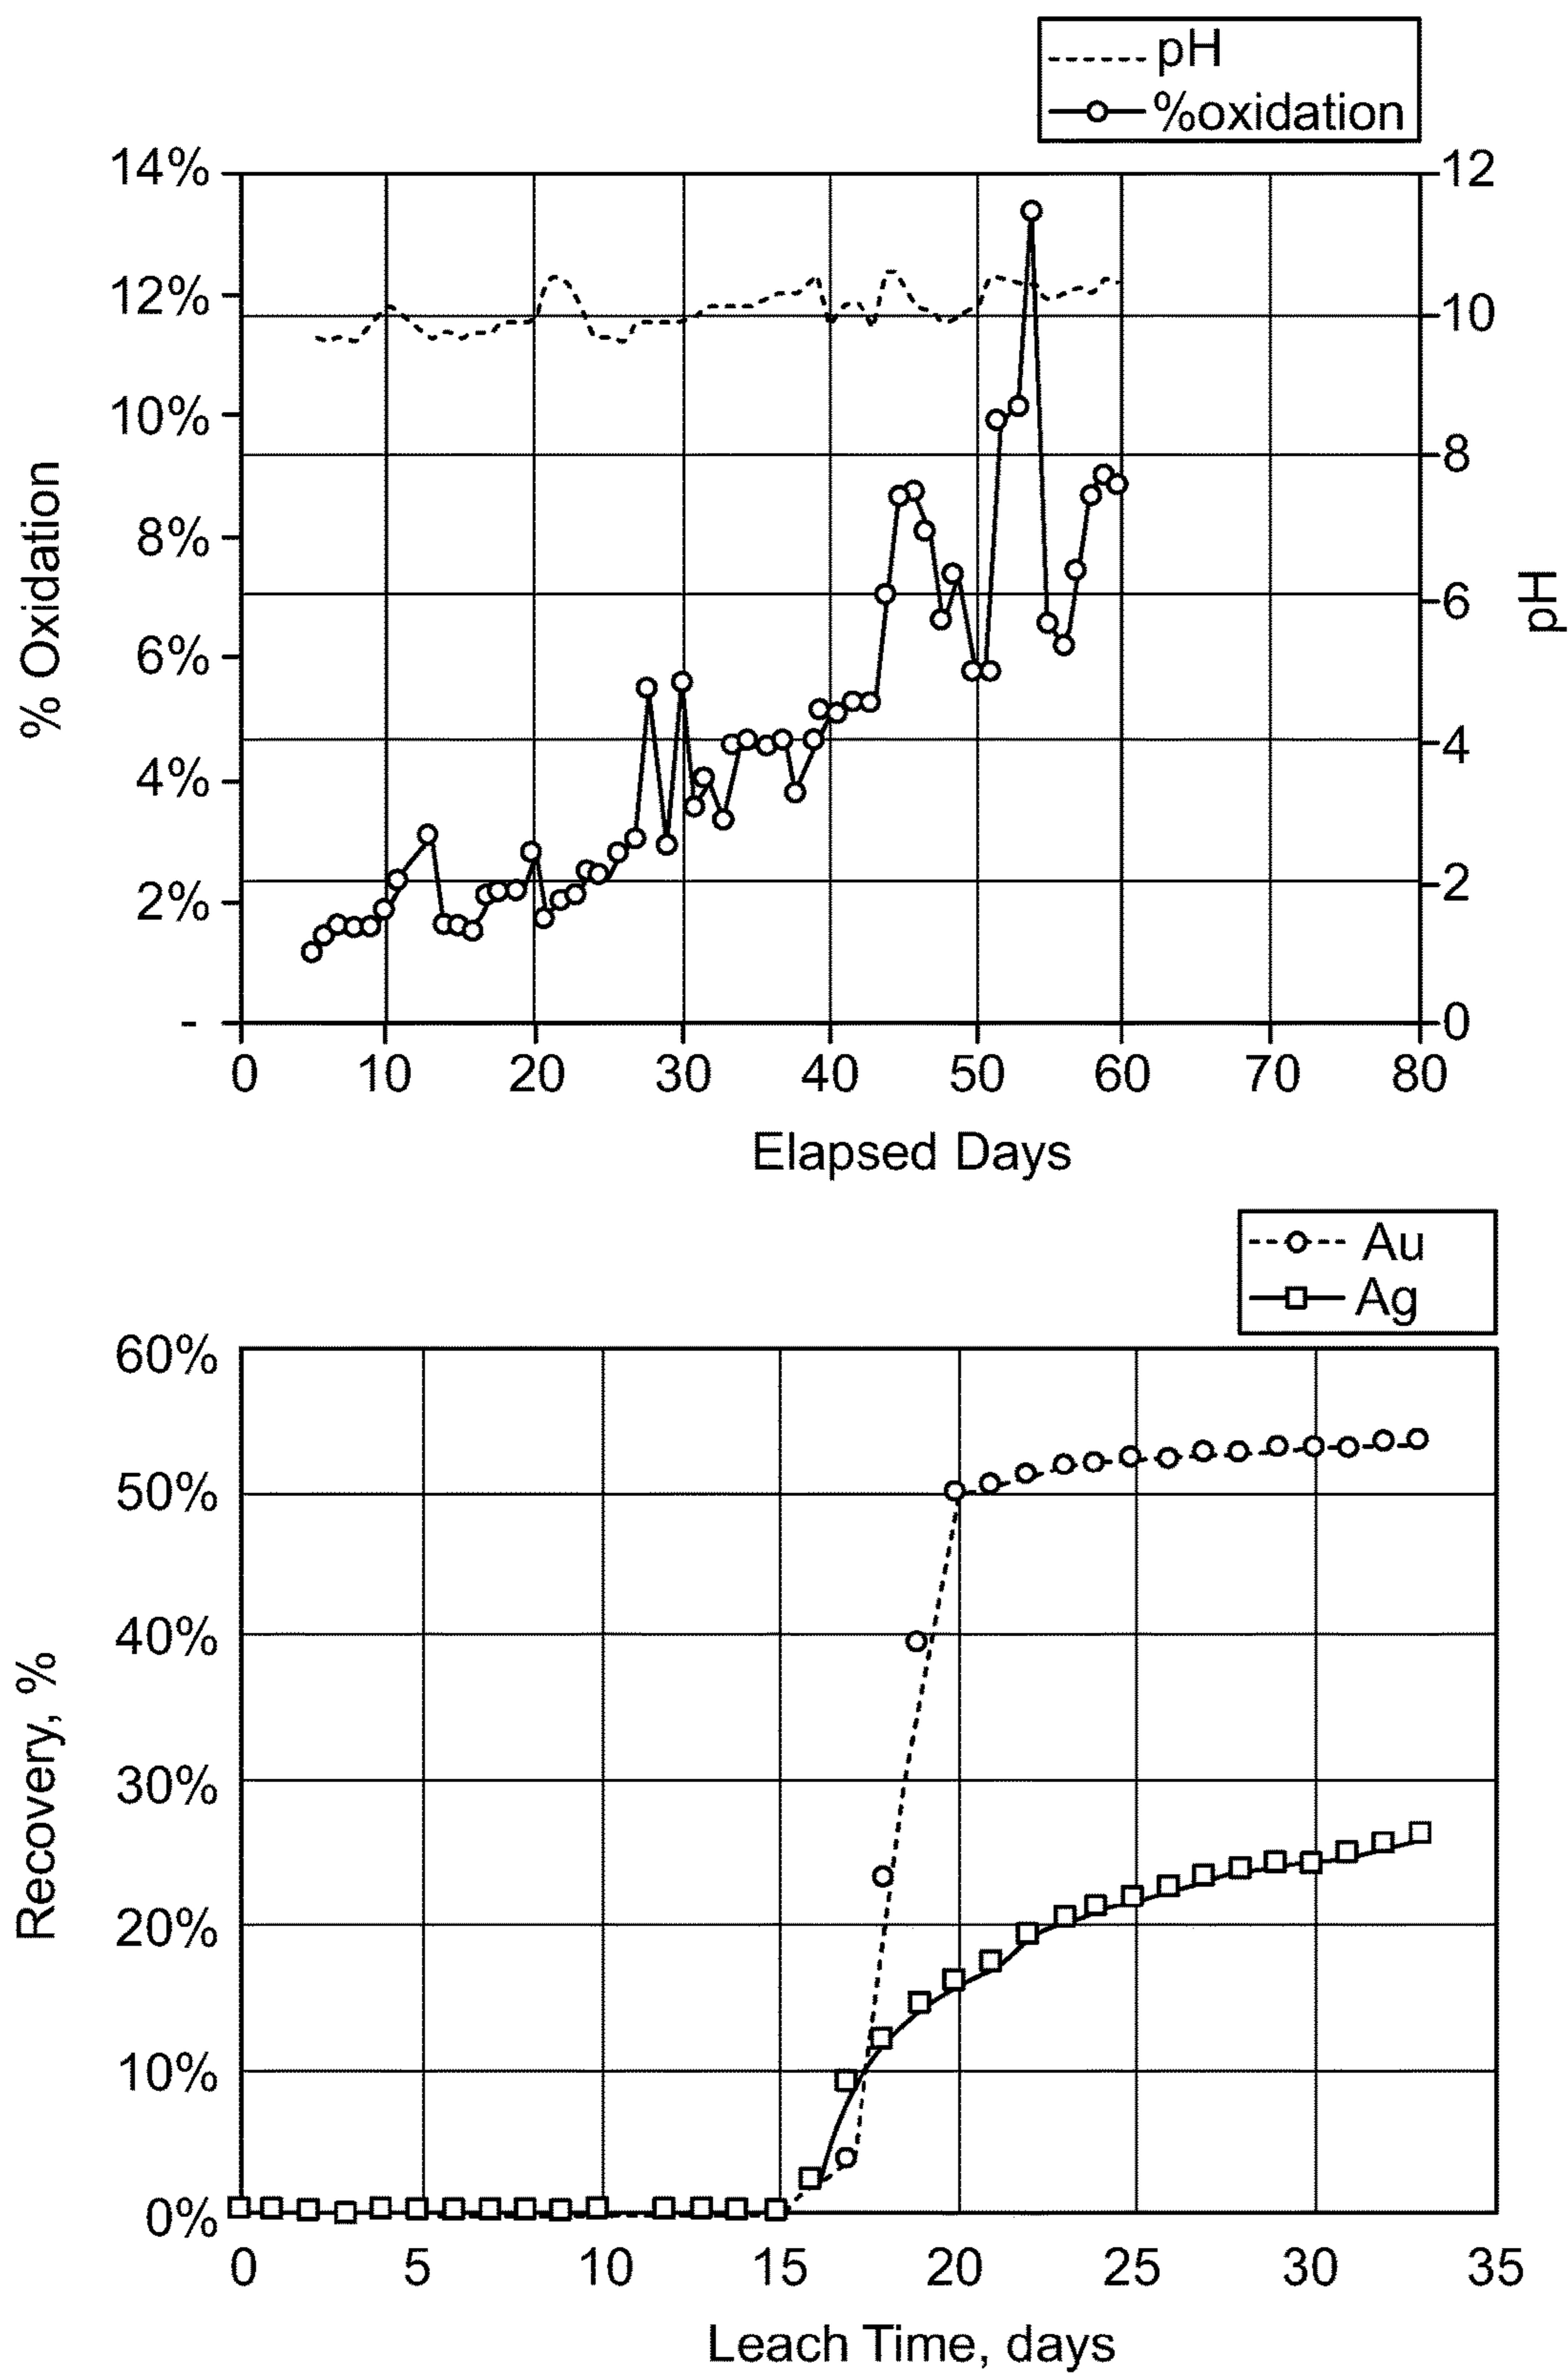 pH
%oxidation
14%
12%
10%
8%
6%
4%
2%
-
12
10
8
6
4
2
0
% Oxidation
pH
0 10 20 30 40 50 60 70 80
Elapsed Days
Au
Ag
60%
50%
40%
30%
20%
10%
0%
Recovery, %
0 5 10 15 20 25 30 35
Leach Time, days